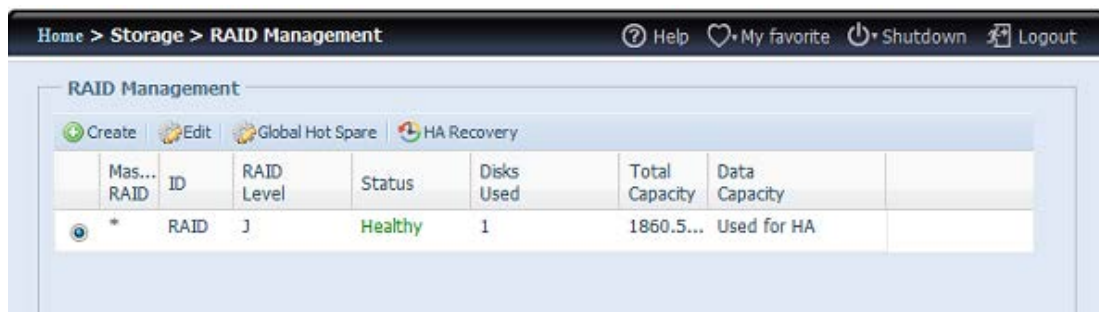 Home > Storage > RAID Management Help My favorite Shutdown Logout
RAID Management
Create Edit Global Hot Spare HA Recovery
Mas... RAID ID RAID Level Status Disks Used Total Capacity Data Capacity
* RAID J Healthy 1 1860.5... Used for HA